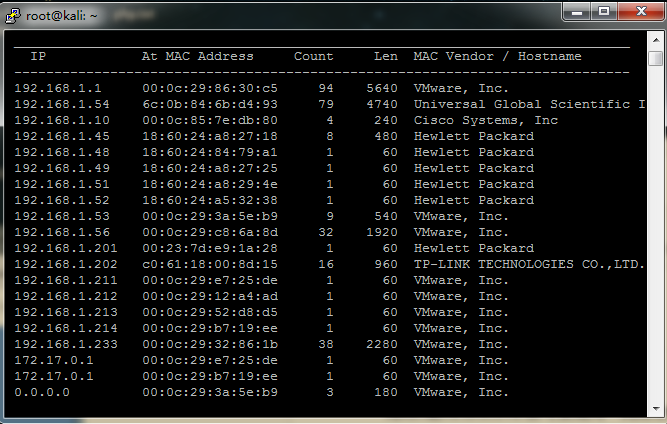 root@kali: ~
IP At MAC Address Count Len MAC Vendor / Hostname
-----------------------------------------------------------------------------
192.168.1.1 00:0c:29:86:30:c5 94 5640 VMware, Inc.
192.168.1.54 6c:0b:84:6b:d4:93 79 4740 Universal Global Scientific I
192.168.1.10 00:0c:85:7e:db:80 4 240 Cisco Systems, Inc
192.168.1.45 18:60:24:a8:27:18 8 480 Hewlett Packard
192.168.1.48 18:60:24:84:79:a1 1 60 Hewlett Packard
192.168.1.49 18:60:24:a8:27:25 1 60 Hewlett Packard
192.168.1.51 18:60:24:a8:29:4e 1 60 Hewlett Packard
192.168.1.52 18:60:24:a5:32:38 1 60 Hewlett Packard
192.168.1.53 00:0c:29:3a:5e:b9 9 540 VMware, Inc.
192.168.1.56 00:0c:29:c8:6a:8d 32 1920 VMware, Inc.
192.168.1.201 00:23:7d:e9:1a:28 1 60 Hewlett Packard
192.168.1.202 c0:61:18:00:8d:15 16 960 TP-LINK TECHNOLOGIES CO.,LTD.
192.168.1.211 00:0c:29:e7:25:de 1 60 VMware, Inc.
192.168.1.212 00:0c:29:12:a4:ad 1 60 VMware, Inc.
192.168.1.213 00:0c:29:52:d8:d5 1 60 VMware, Inc.
192.168.1.214 00:0c:29:b7:19:ee 1 60 VMware, Inc.
192.168.1.233 00:0c:29:32:86:1b 38 2280 VMware, Inc.
172.17.0.1 00:0c:29:e7:25:de 1 60 VMware, Inc.
172.17.0.1 00:0c:29:b7:19:ee 1 60 VMware, Inc.
0.0.0.0 00:0c:29:3a:5e:b9 3 180 VMware, Inc.